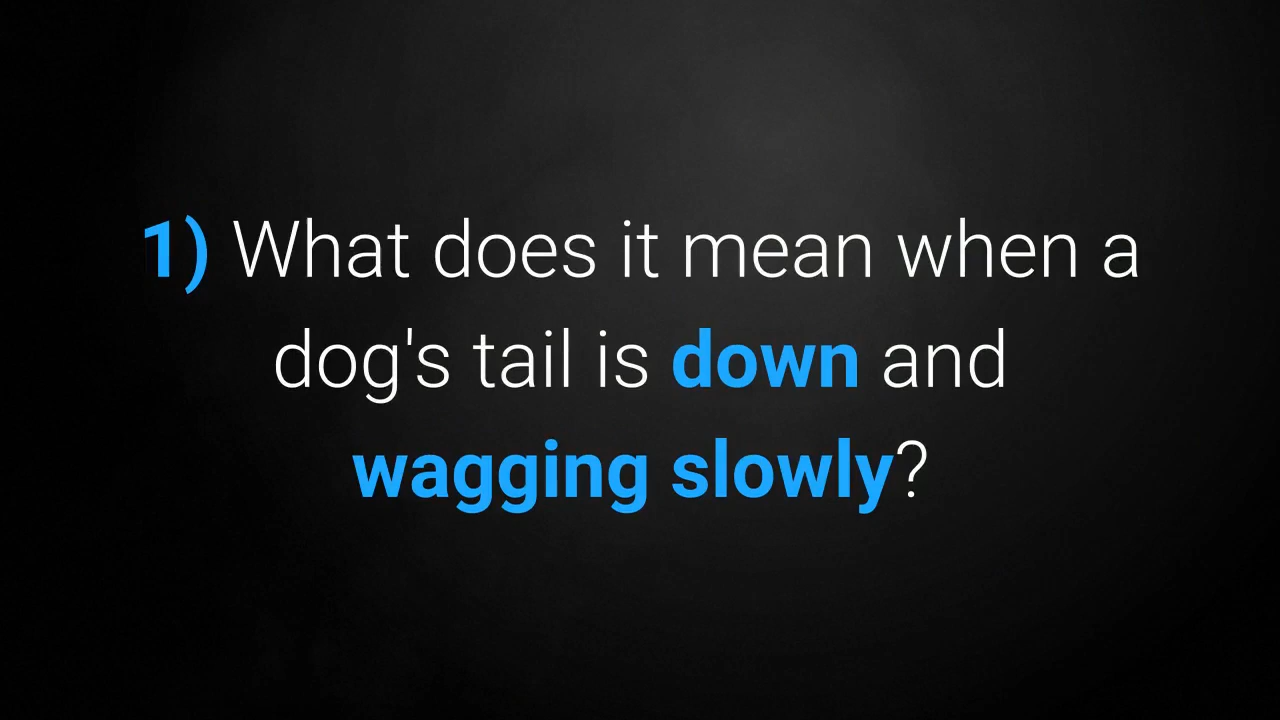 1) What does it mean when a
dog's tail is down and
wagging slowly?